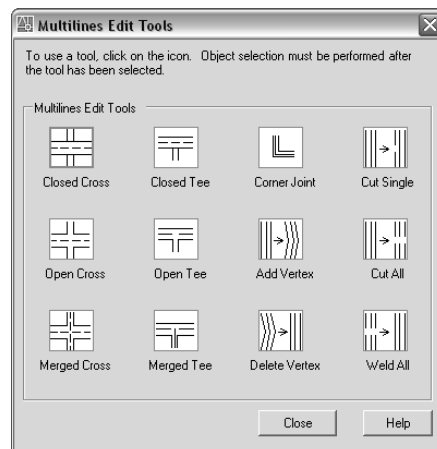 Multilines Edit Tools
To use a tool, click on the icon. Object selection must be performed after
the tool has been selected.
Multilines Edit Tools
Closed Cross Closed Tee Corner Joint Cut Single
Open Cross Open Tee Add Vertex Cut All
Merged Cross Merged Tee Delete Vertex Weld All
Close Help